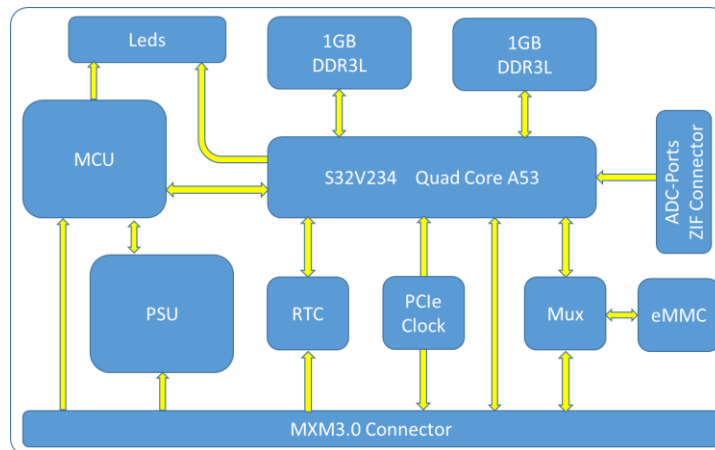 Leds
1GB
DDR3L
1GB
DDR3L
MCU
S32V234 Quad Core A53
ADC-Ports
ZIF Connector
PSU
RTC
PCIe
Clock
Mux
eMMC
MXM3.0 Connector